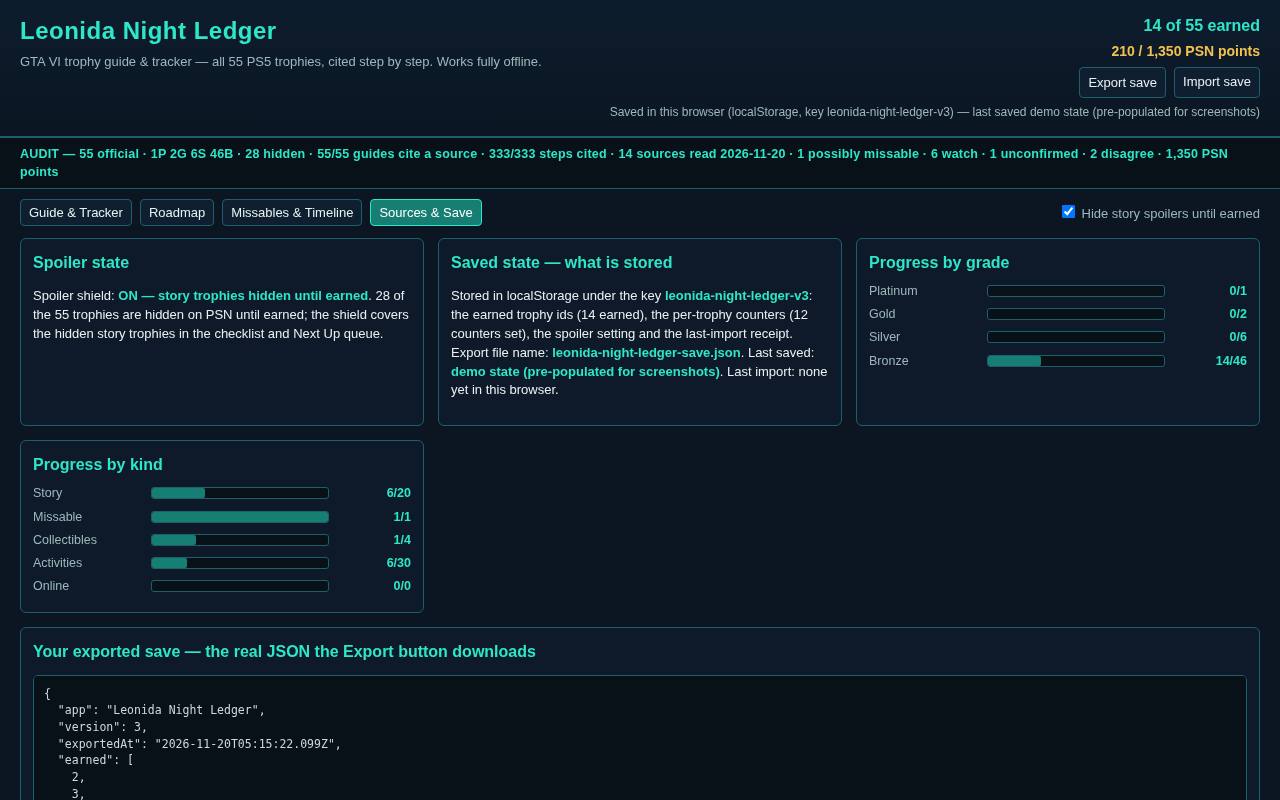 Leonida Night Ledger
GTA VI trophy guide & tracker — all 55 PS5 trophies, cited step by step. Works fully offline.
14 of 55 earned
210 / 1,350 PSN points
Export save
Import save
Saved in this browser (localStorage, key leonida-night-ledger-v3) — last saved demo state (pre-populated for screenshots)
AUDIT — 55 official · 1P 2G 6S 46B · 28 hidden · 55/55 guides cite a source · 333/333 steps cited · 14 sources read 2026-11-20 · 1 possibly missable · 6 watch · 1 unconfirmed · 2 disagree · 1,350 PSN
points
Guide & Tracker
Roadmap
Missables & Timeline
Sources & Save
Hide story spoilers until earned
Spoiler state
Spoiler shield: ON — story trophies hidden until earned. 28 of
the 55 trophies are hidden on PSN until earned; the shield covers
the hidden story trophies in the checklist and Next Up queue.
Saved state — what is stored
Stored in localStorage under the key leonida-night-ledger-v3:
the earned trophy ids (14 earned), the per-trophy counters (12
counters set), the spoiler setting and the last-import receipt.
Export file name: leonida-night-ledger-save.json. Last saved:
demo state (pre-populated for screenshots). Last import: none
yet in this browser.
Progress by grade
Platinum 0/1
Gold 0/2
Silver 0/6
Bronze 14/46
Progress by kind
Story 6/20
Missable 1/1
Collectibles 1/4
Activities 6/30
Online 0/0
Your exported save — the real JSON the Export button downloads
{
"app": "Leonida Night Ledger",
"version": 3,
"exportedAt": "2026-11-20T05:15:22.099Z",
"earned": [
2,
3,